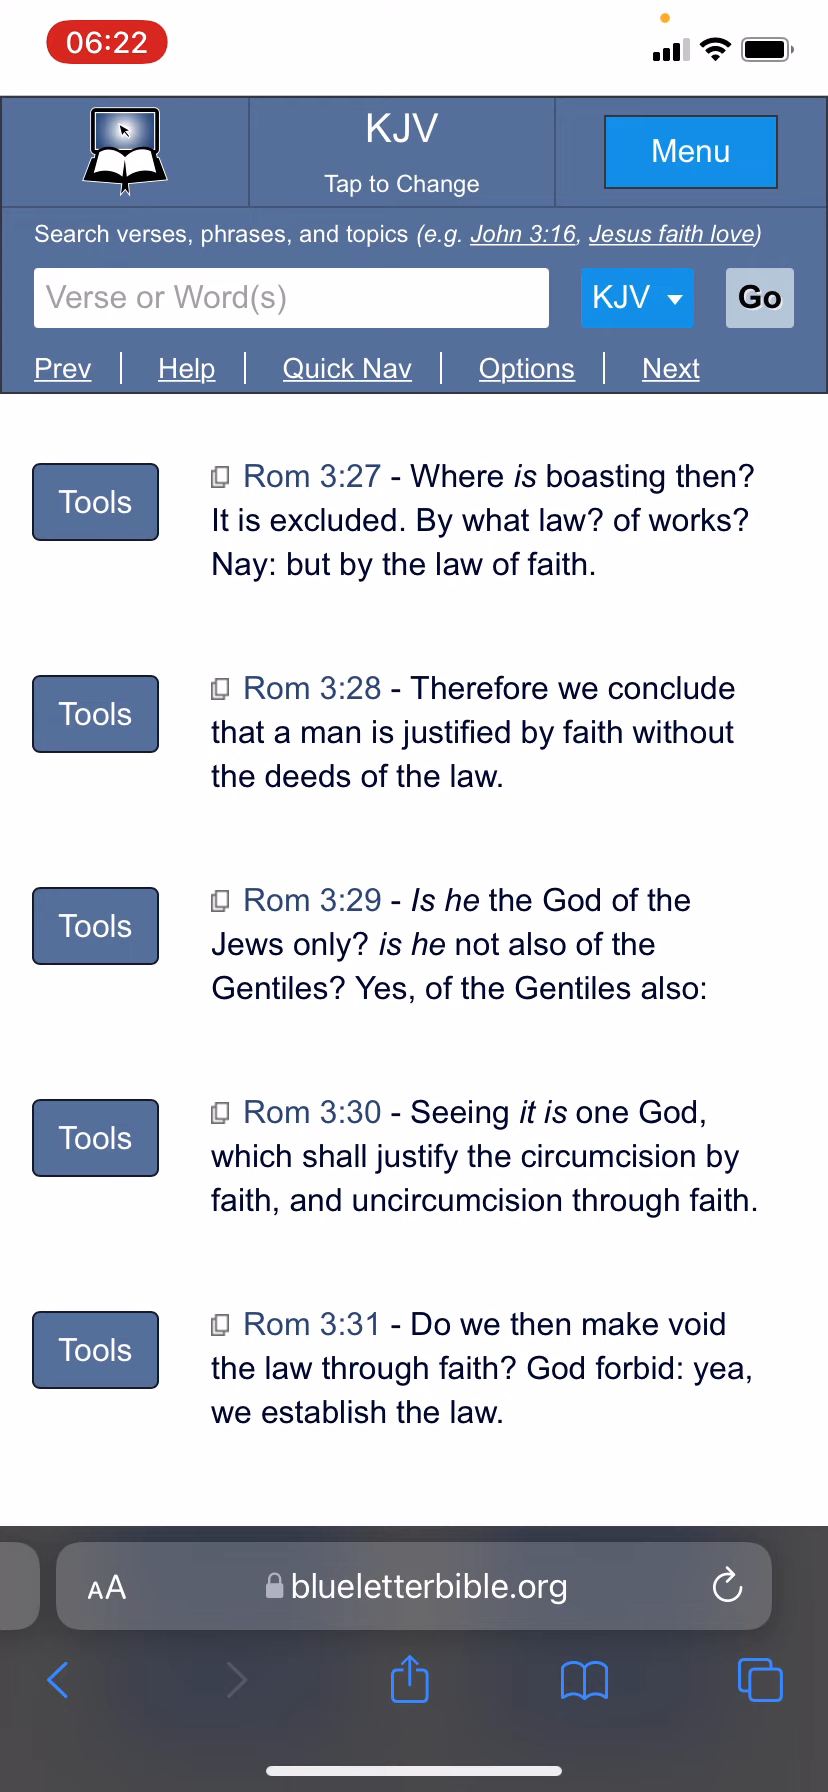 06:22
KJV
Tap to Change
Menu
Search verses, phrases, and topics (e.g. John 3:16, Jesus faith love)
Verse or Word(s)
KJV
Go
Prev | Help | Quick Nav | Options | Next
Tools
Rom 3:27 - Where is boasting then?
It is excluded. By what law? of works?
Nay: but by the law of faith.
Tools
Rom 3:28 - Therefore we conclude
that a man is justified by faith without
the deeds of the law.
Tools
Rom 3:29 - Is he the God of the
Jews only? is he not also of the
Gentiles? Yes, of the Gentiles also:
Tools
Rom 3:30 - Seeing it is one God,
which shall justify the circumcision by
faith, and uncircumcision through faith.
Tools
Rom 3:31 - Do we then make void
the law through faith? God forbid: yea,
we establish the law.
AA
blueletterbible.org